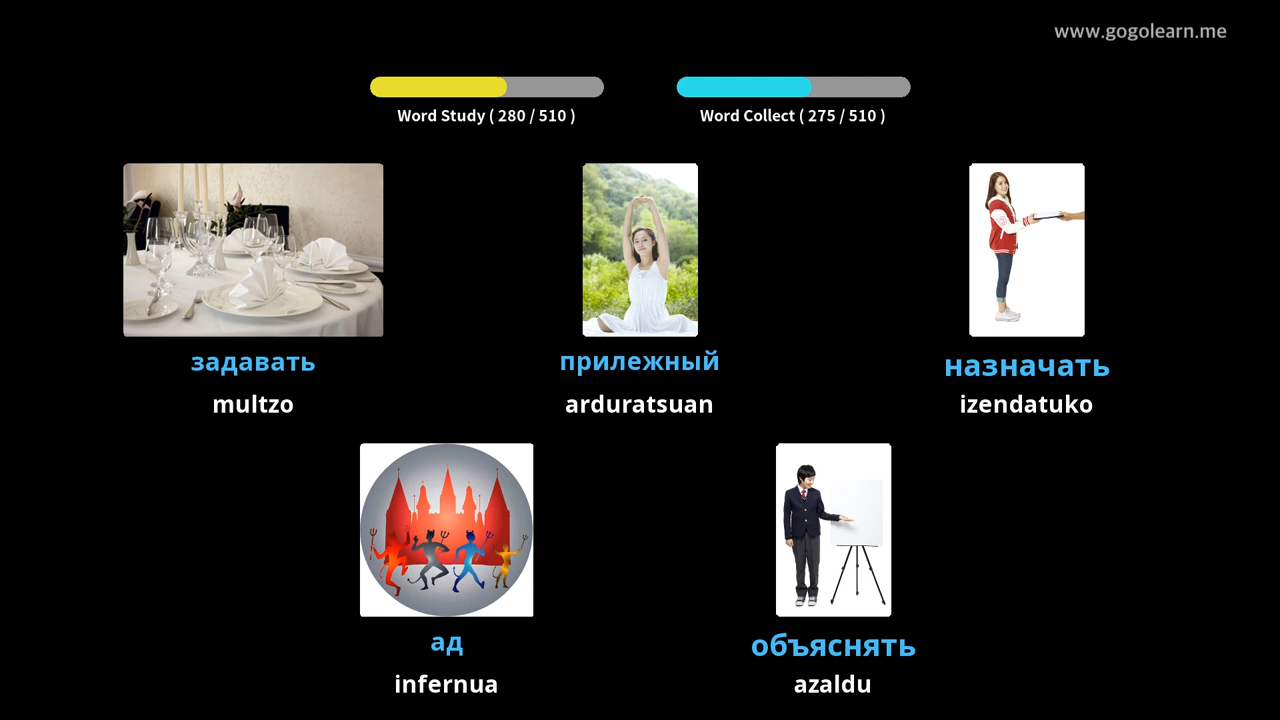 www.gogolearn.me
Word Study ( 280 / 510 )
Word Collect ( 275 / 510 )
задавать
прилежный
назначать
multzo
arduratsuan
izendatuko
ад
объяснять
infernua
azaldu